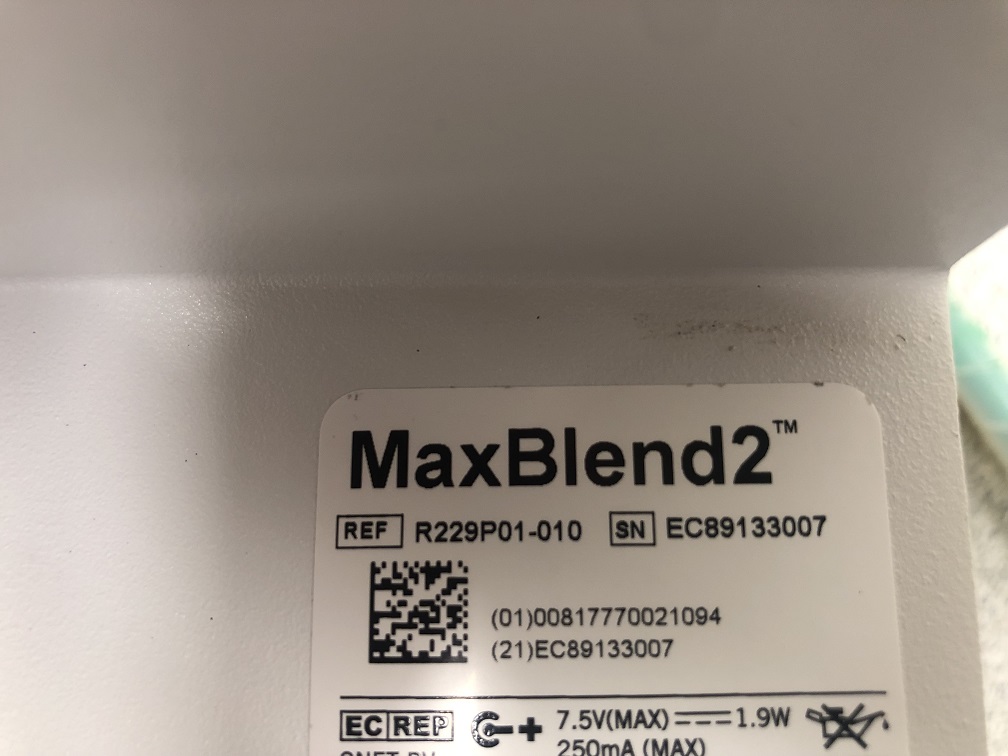 MaxBlend2™
REF R229P01-010 SN EC89133007
(01)00817770021094
(21)EC89133007
EC REP 7.5V(MAX) 1.9W
250mA (MAX)